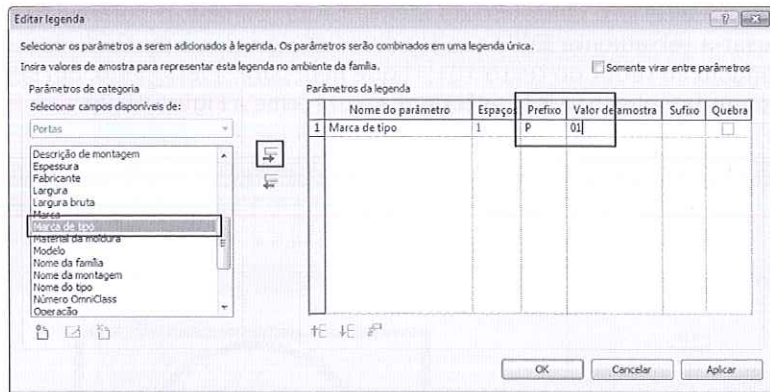 Editar legenda
Selecionar os parâmetros a serem adicionados à legenda. Os parâmetros serão combinados em uma legenda única.
Insira valores de amostra para representar esta legenda no ambiente da família.
Somente virar entre parâmetros
Parâmetros de categoria
Selecionar campos disponíveis de:
Portas
Descrição de montagem
Espessura
Fabricante
Largura
Largura bruta
Marca
Marca de tipo
Material da moldura
Modelo
Nome da família
Nome da montagem
Nome do tipo
Número OmniClass
Operação
Parâmetros da legenda
Nome do parâmetro Espaços Prefixo Valor de amostra Sufixo Quebra
1 Marca de tipo 1 P 01
OK Cancelar Aplicar